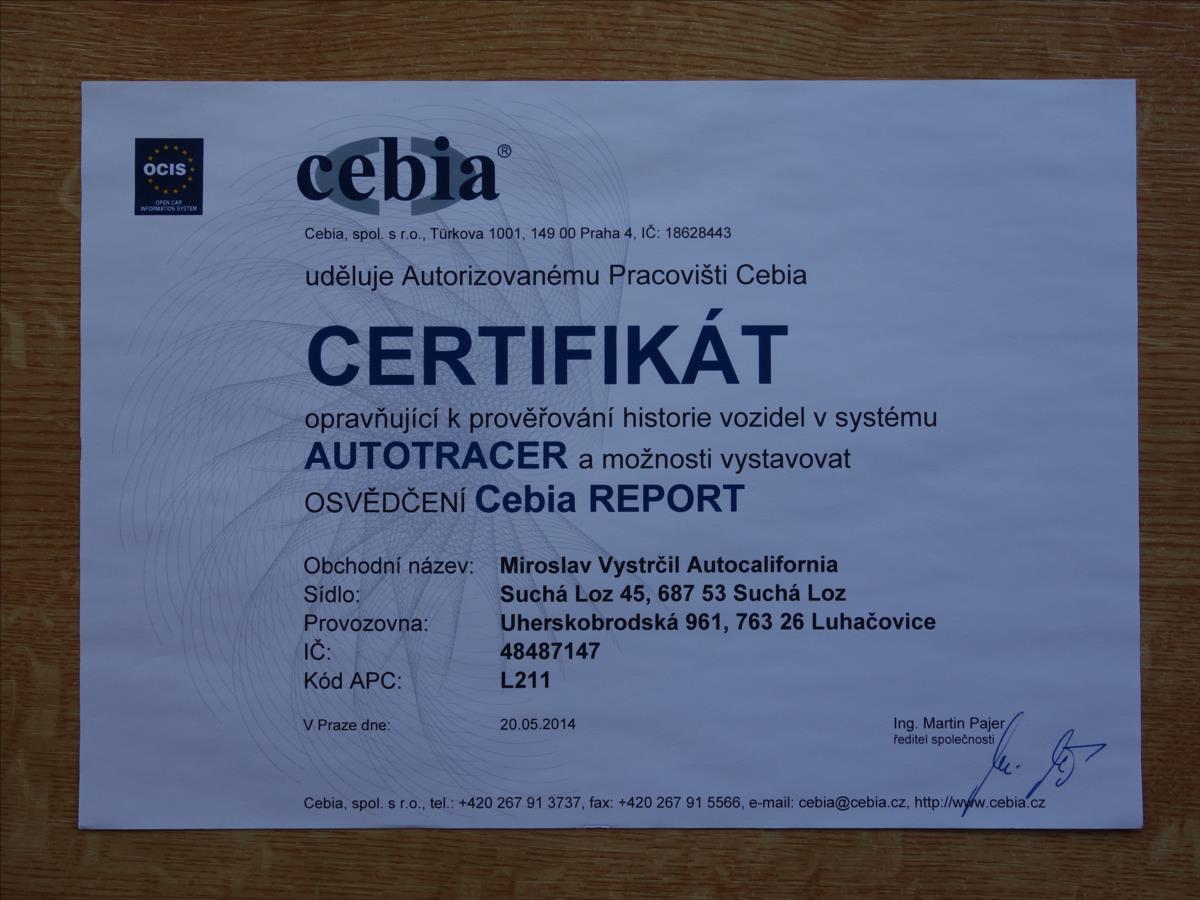 OCIS
OPEN CAR
INFORMATION SYSTEM
cebia®
Cebia, spol. s r.o., Türkova 1001, 149 00 Praha 4, IČ: 18628443
uděluje Autorizovanému Pracovišti Cebia
CERTIFIKÁT
opravňující k prověřování historie vozidel v systému
AUTOTRACER a možnosti vystavovat
OSVĚDČENÍ Cebia REPORT
Obchodní název: Miroslav Vystrčil Autocalifornia
Sídlo: Suchá Loz 45, 687 53 Suchá Loz
Provozovna: Uherskobrodská 961, 763 26 Luhačovice
IČ: 48487147
Kód APC: L211
V Praze dne: 20.05.2014
Ing. Martin Pajer
ředitel společnosti
Cebia, spol. s r.o., tel.: +420 267 91 3737, fax: +420 267 91 5566, e-mail: cebia@cebia.cz, http://www.cebia.cz